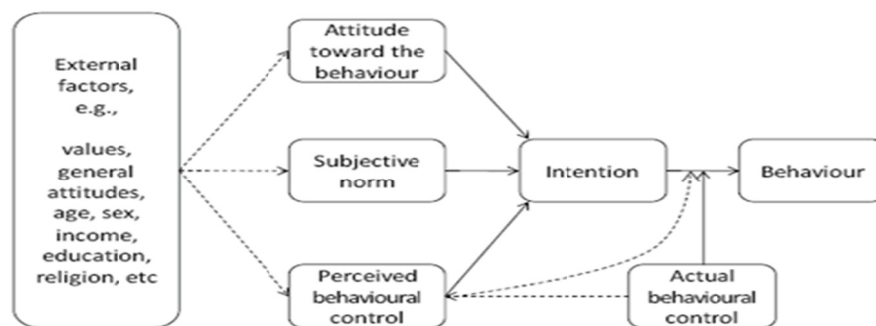 External
factors,
e.g.,
values,
general
attitudes,
age, sex,
income,
education,
religion, etc
Attitude
toward the
behaviour
Subjective
norm
Perceived
behavioural
control
Intention
Behaviour
Actual
behavioural
control